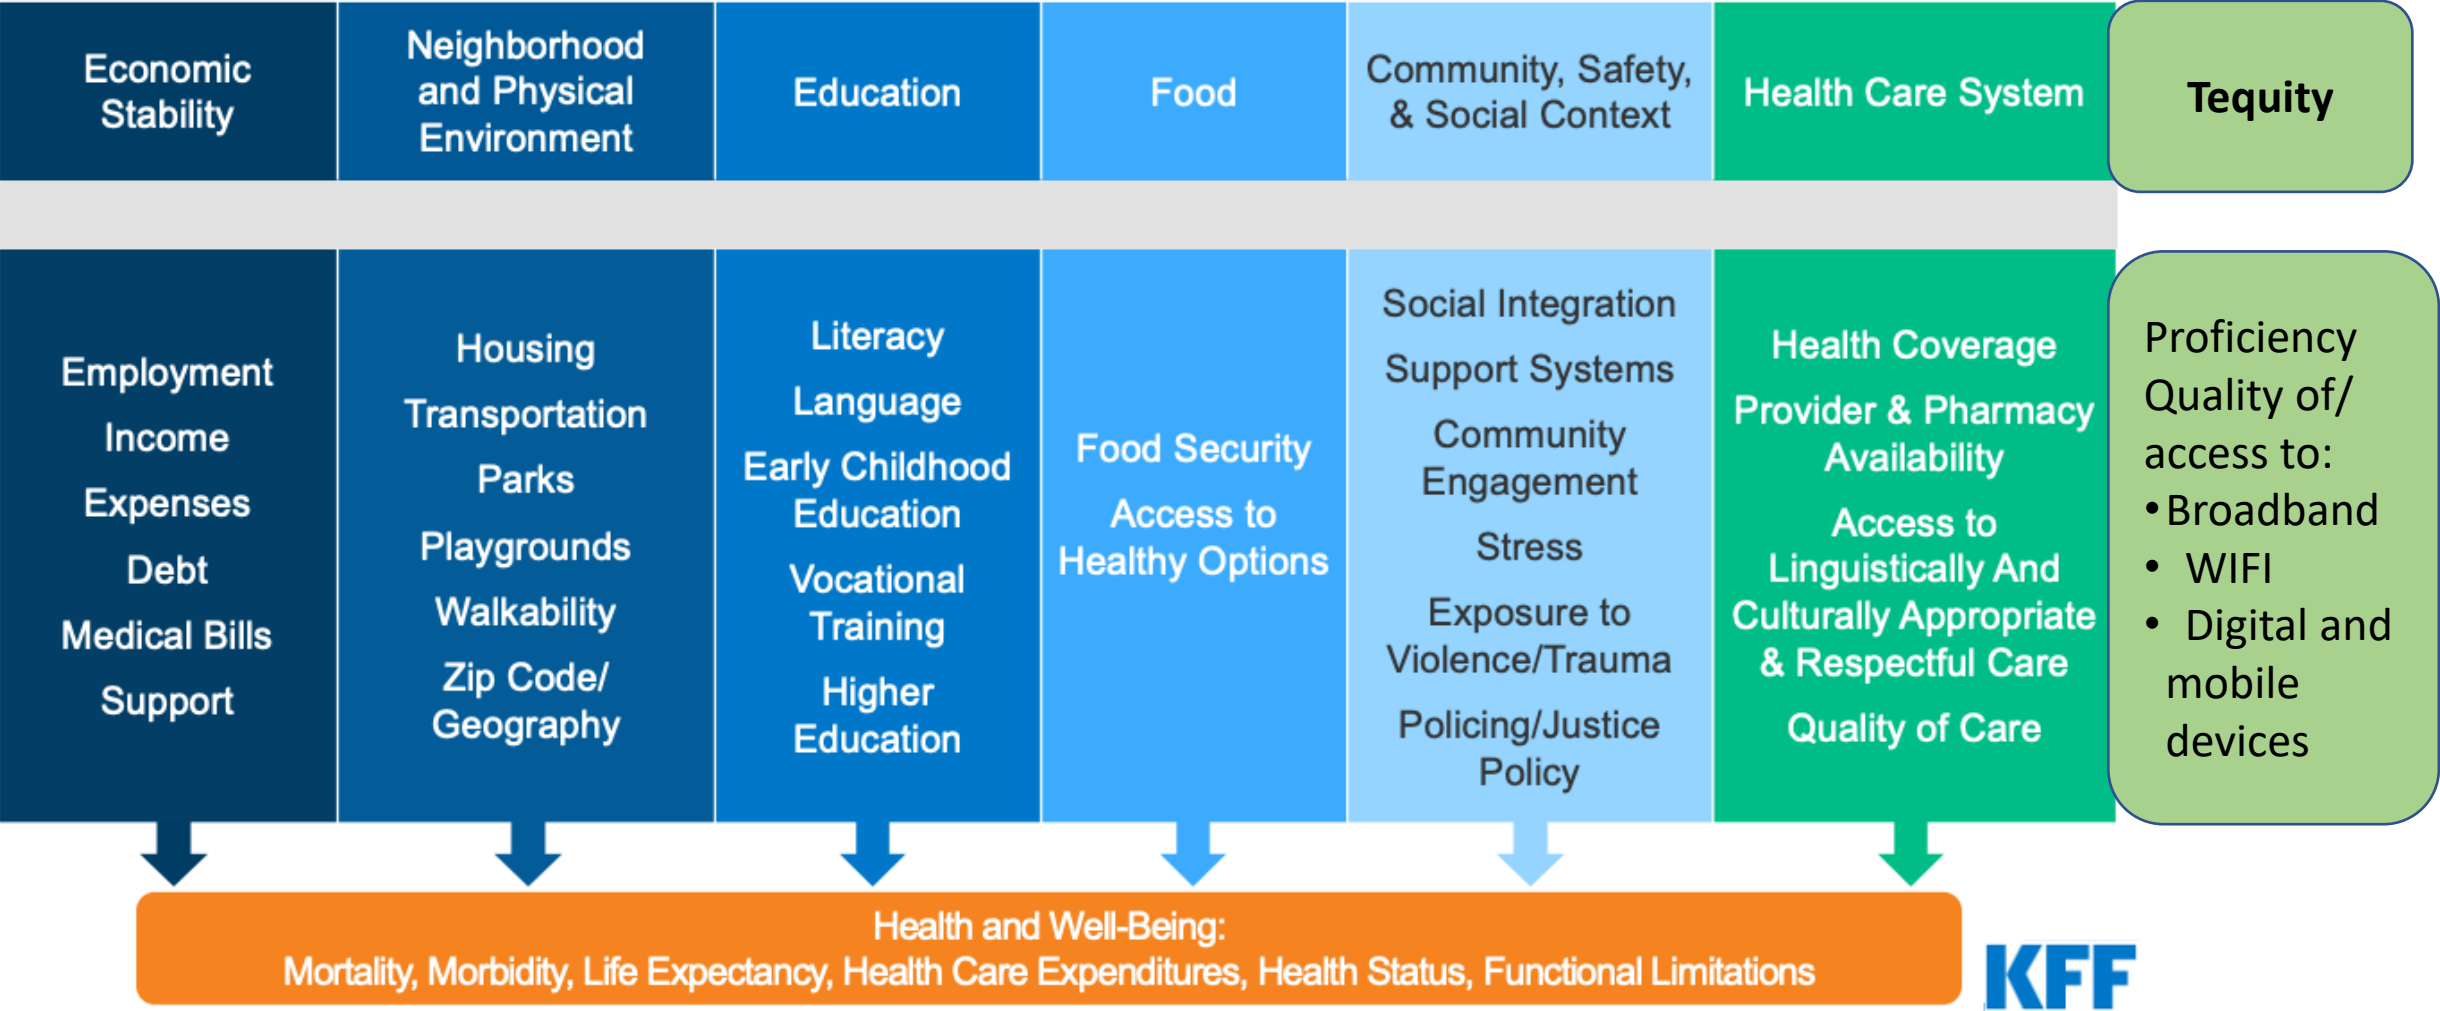 Economic
Stability
Neighborhood
and Physical
Environment
Education
Food
Community, Safety,
& Social Context
Health Care System
Tequity
Employment
Income
Expenses
Debt
Medical Bills
Support
Housing
Transportation
Parks
Playgrounds
Walkability
Zip Code/
Geography
Literacy
Language
Early Childhood
Education
Vocational
Training
Higher
Education
Food Security
Access to
Healthy Options
Social Integration
Support Systems
Community
Engagement
Stress
Exposure to
Violence/Trauma
Policing/Justice
Policy
Health Coverage
Provider & Pharmacy
Availability
Access to
Linguistically And
Culturally Appropriate
& Respectful Care
Quality of Care
Proficiency
Quality of/
access to:
•Broadband
• WIFI
• Digital and
mobile
devices
Health and Well-Being:
Mortality, Morbidity, Life Expectancy, Health Care Expenditures, Health Status, Functional Limitations
KFF